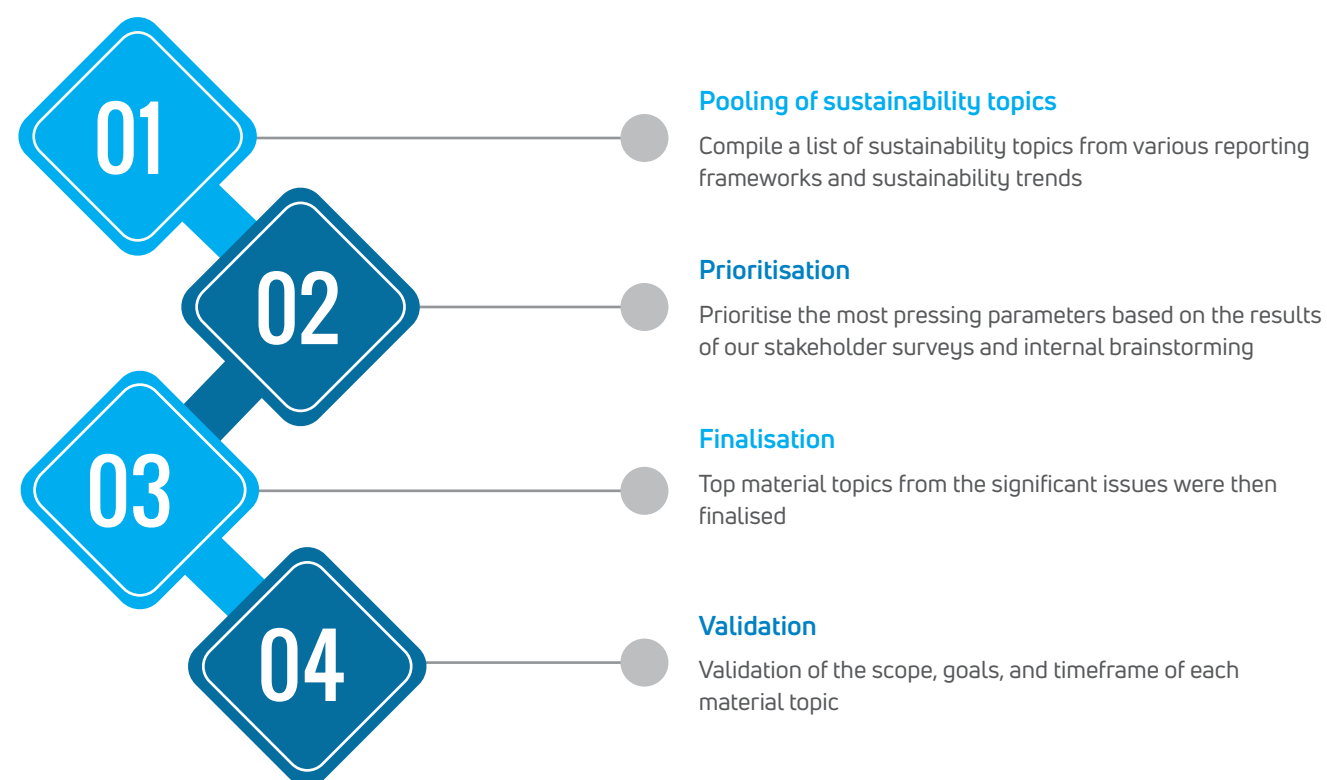 01
Pooling of sustainability topics
Compile a list of sustainability topics from various reporting
frameworks and sustainability trends
02
Prioritisation
Prioritise the most pressing parameters based on the results
of our stakeholder surveys and internal brainstorming
03
Finalisation
Top material topics from the significant issues were then
finalised
04
Validation
Validation of the scope, goals, and timeframe of each
material topic